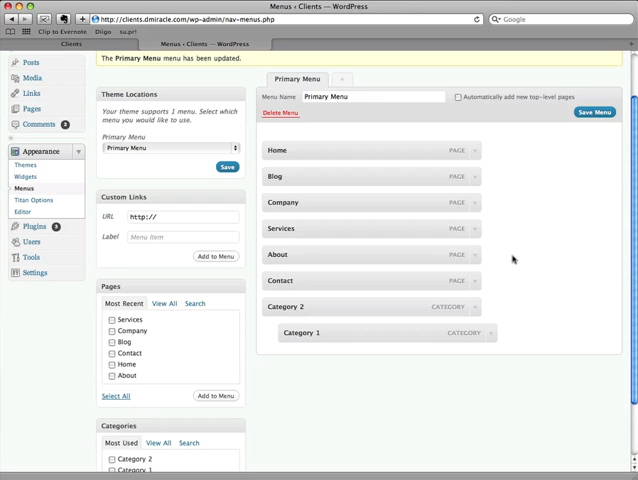 Menus ‹ Clients — WordPress
http://clients.dmiracle.com/wp-admin/nav-menus.php
Google
Clip to Evernote Diigo su.pr!
Clients
Menus ‹ Clients — WordPress
Posts
Media
Links
Pages
Comments 2
Appearance
Themes
Widgets
Menus
Titan Options
Editor
Plugins 3
Users
Tools
Settings
The Primary Menu menu has been updated.
Theme Locations
Your theme supports 1 menu. Select which
menu you would like to use.
Primary Menu
Primary Menu
Save
Custom Links
URL http://
Label Menu Item
Add to Menu
Pages
Most Recent View All Search
Services
Company
Blog
Contact
Home
About
Select All Add to Menu
Categories
Most Used View All Search
Category 2
Category 1
Primary Menu +
Menu Name Primary Menu Automatically add new top-level pages
Delete Menu Save Menu
Home PAGE
Blog PAGE
Company PAGE
Services PAGE
About PAGE
Contact PAGE
Category 2 CATEGORY
Category 1 CATEGORY